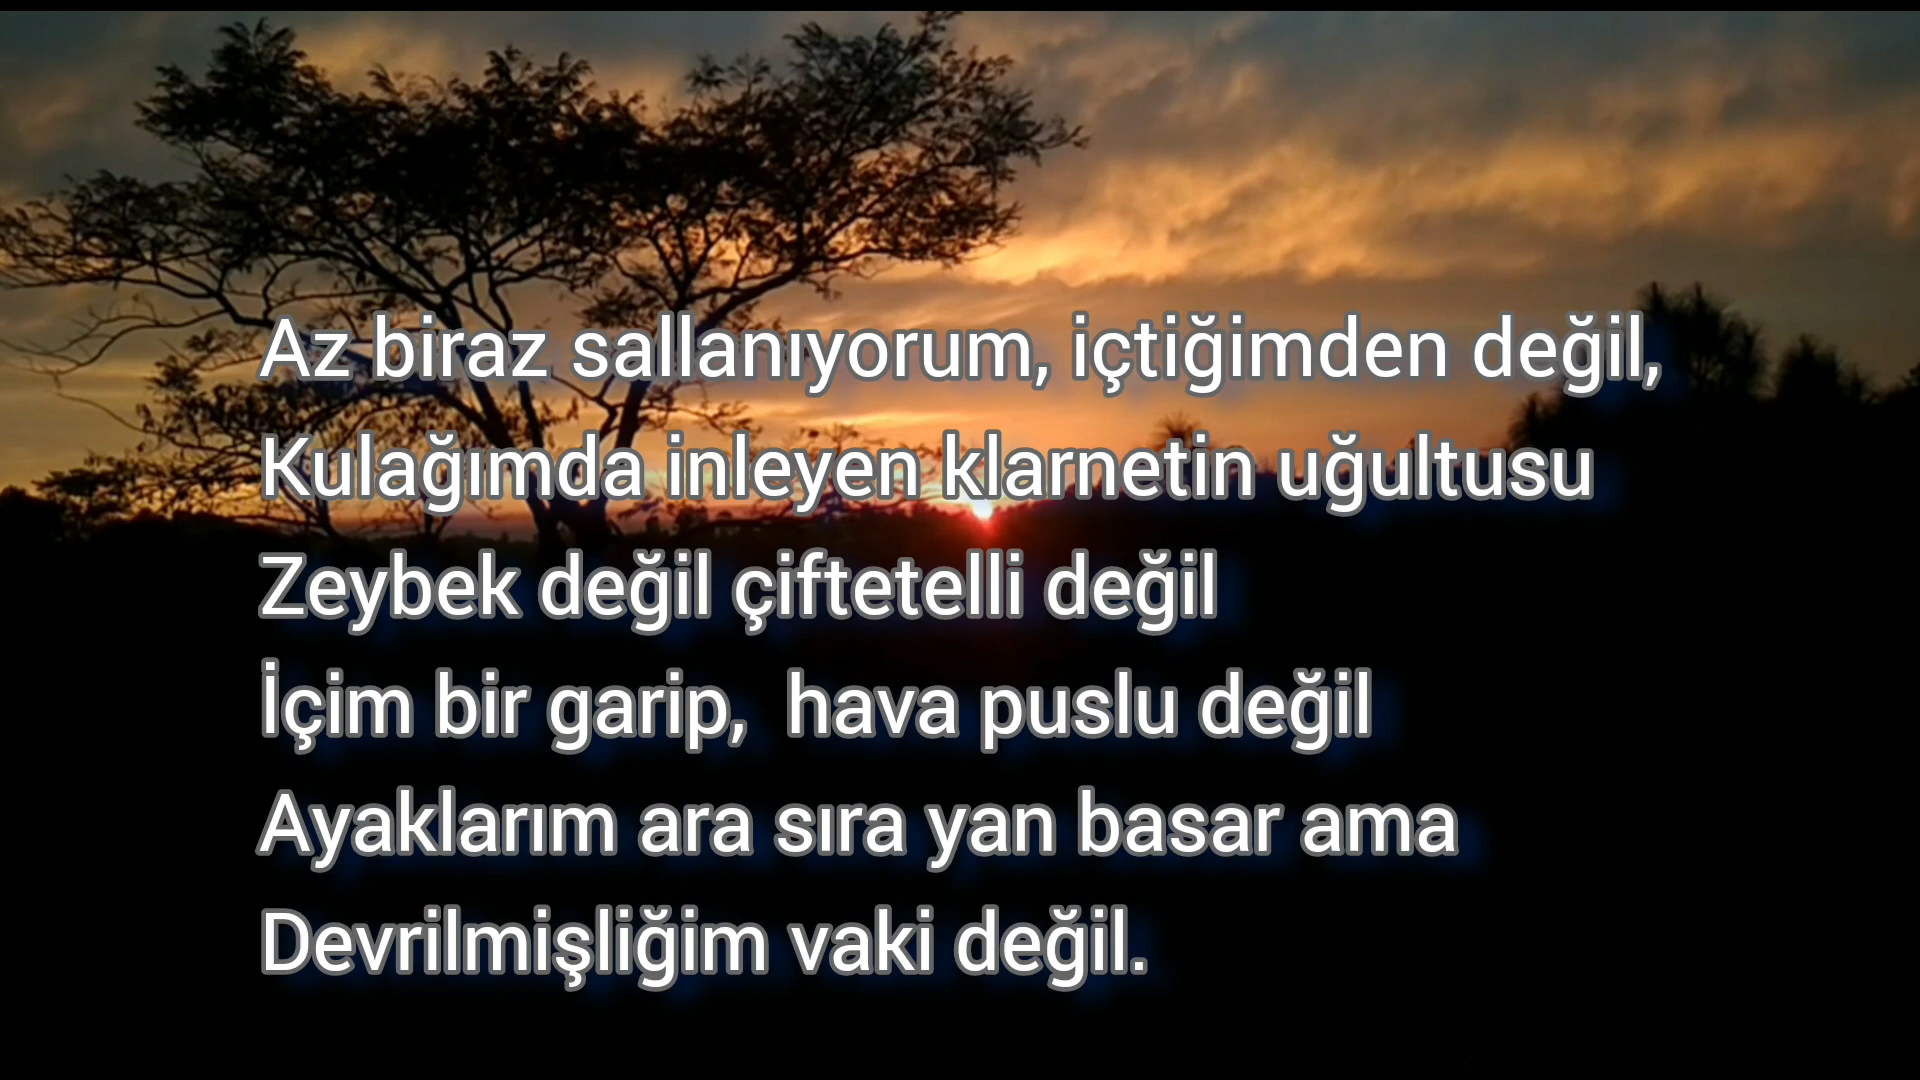 Az biraz sallanıyorum, içtiğimden değil,
Kulağımda inleyen klarnetin uğultusu
Zeybek değil çiftetelli değil
İçim bir garip,  hava puslu değil
Ayaklarım ara sıra yan basar ama
Devrilmişliğim vaki değil.